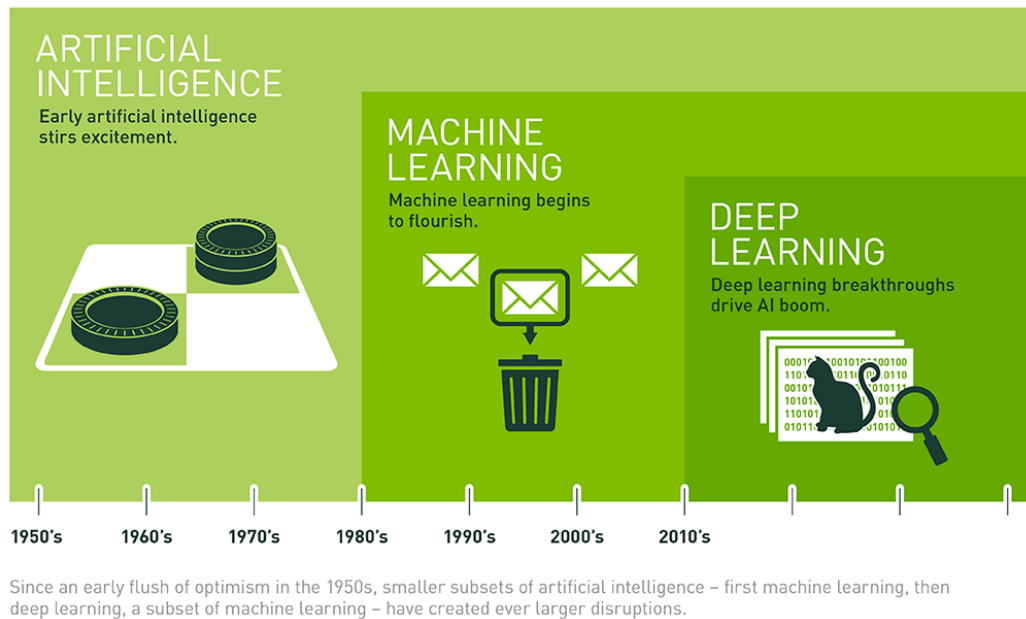 ARTIFICIAL
INTELLIGENCE
Early artificial intelligence
stirs excitement.
MACHINE
LEARNING
Machine learning begins
to flourish.
DEEP
LEARNING
Deep learning breakthroughs
drive AI boom.
1950's
1960's
1970's
1980's
1990's
2000's
2010's
Since an early flush of optimism in the 1950s, smaller subsets of artificial intelligence – first machine learning, then
deep learning, a subset of machine learning – have created ever larger disruptions.